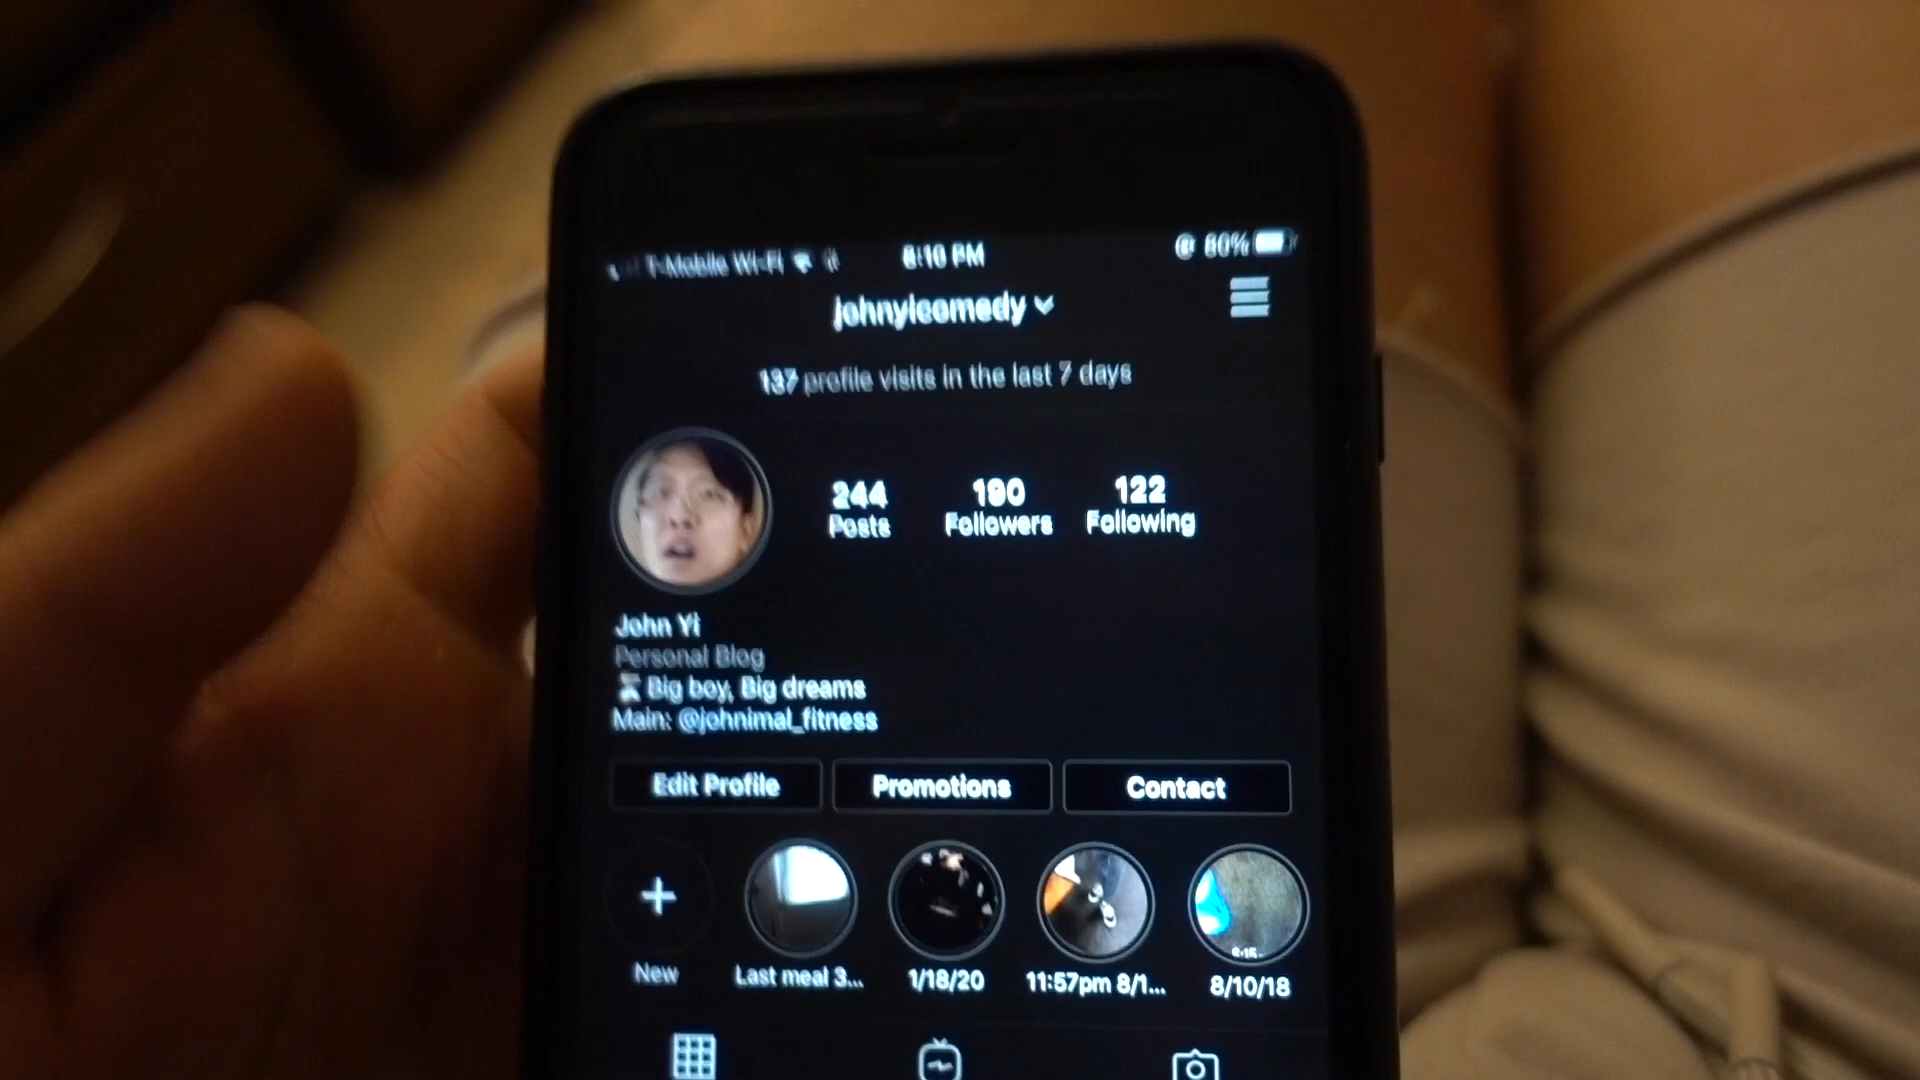 T-Mobile Wi-Fi 8:10 PM 80%
johnyicomedy
137 profile visits in the last 7 days
244 190 122
Posts Followers Following
John Yi
Personal Blog
Big boy, Big dreams
Main: @johnimal_fitness
Edit Profile Promotions Contact
New Last meal 3... 1/18/20 11:57pm 8/1... 8/10/18